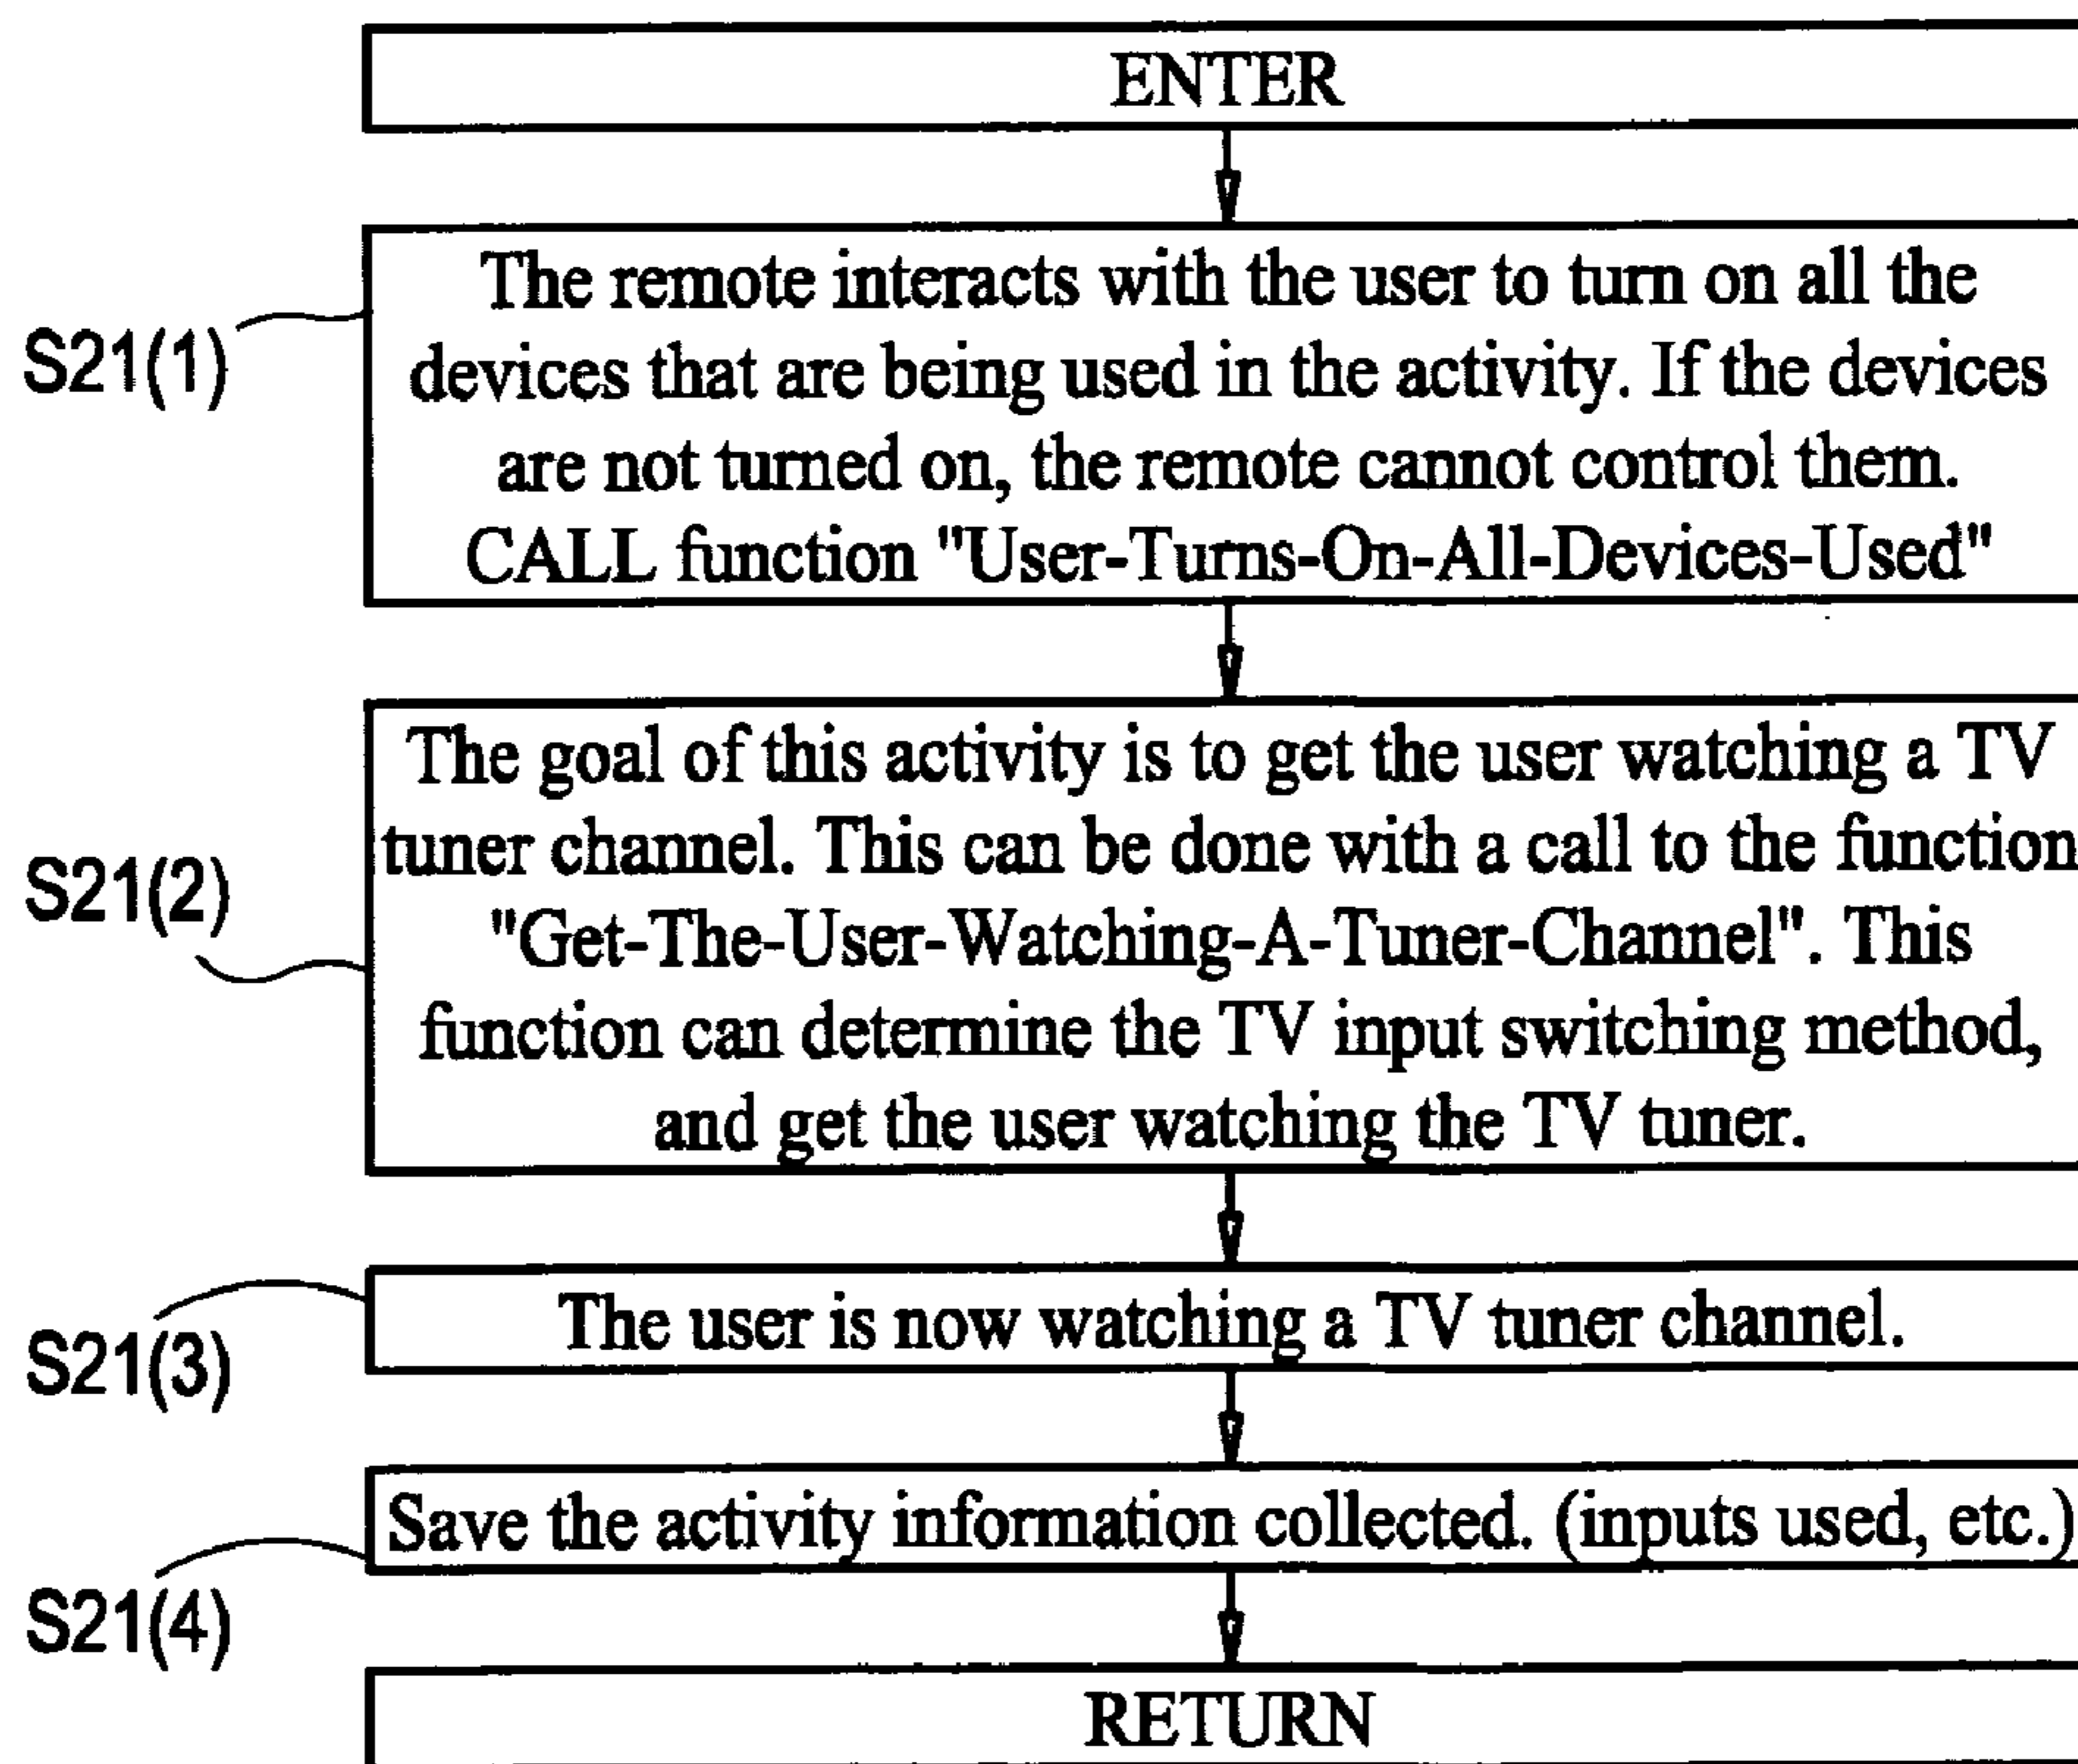 ENTER
S21(1)
The remote interacts with the user to turn on all the
devices that are being used in the activity. If the devices
are not turned on, the remote cannot control them.
CALL function "User-Turns-On-All-Devices-Used"
S21(2)
The goal of this activity is to get the user watching a TV
tuner channel. This can be done with a call to the function
"Get-The-User-Watching-A-Tuner-Channel". This
function can determine the TV input switching method,
and get the user watching the TV tuner.
S21(3)
The user is now watching a TV tuner channel.
S21(4)
Save the activity information collected. (inputs used, etc.)
RETURN